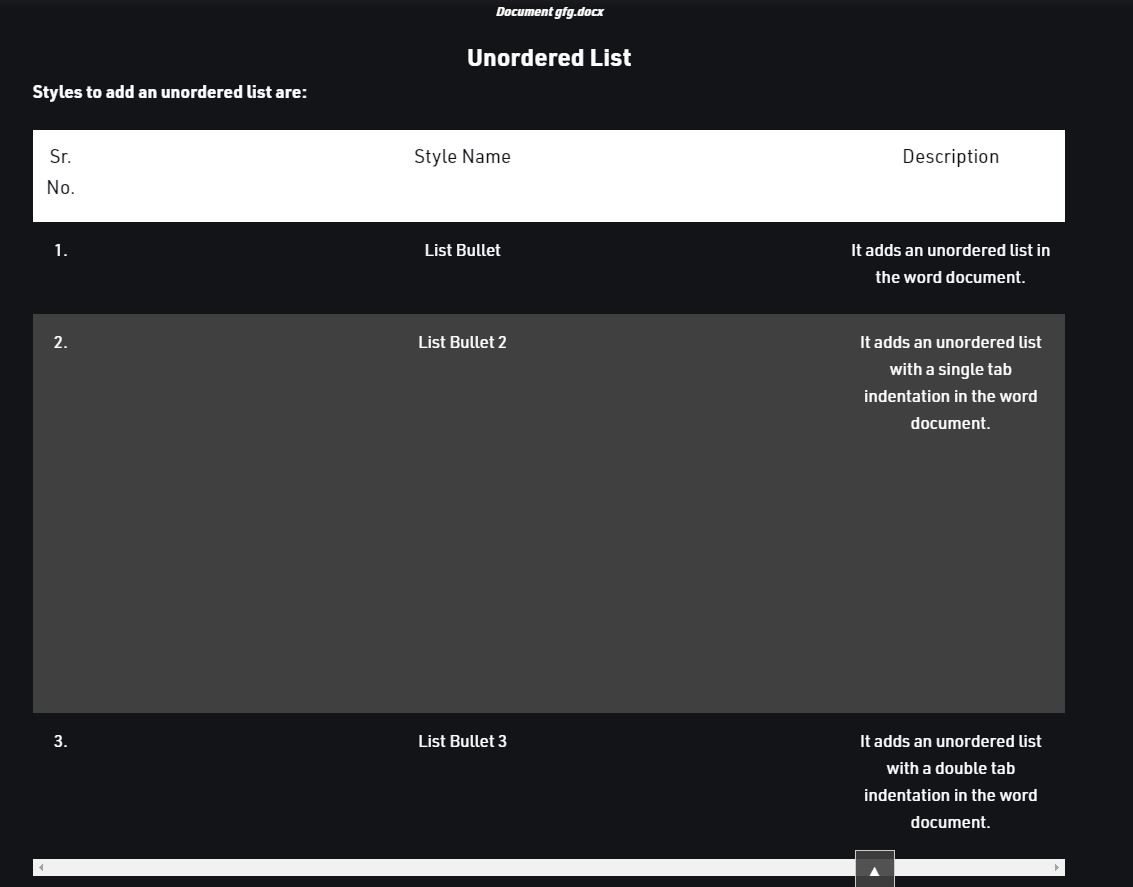 Document gfg.docx
Unordered List
Styles to add an unordered list are:
Sr.
No.
Style Name
Description
1.
List Bullet
It adds an unordered list in
the word document.
2.
List Bullet 2
It adds an unordered list
with a single tab
indentation in the word
document.
3.
List Bullet 3
It adds an unordered list
with a double tab
indentation in the word
document.